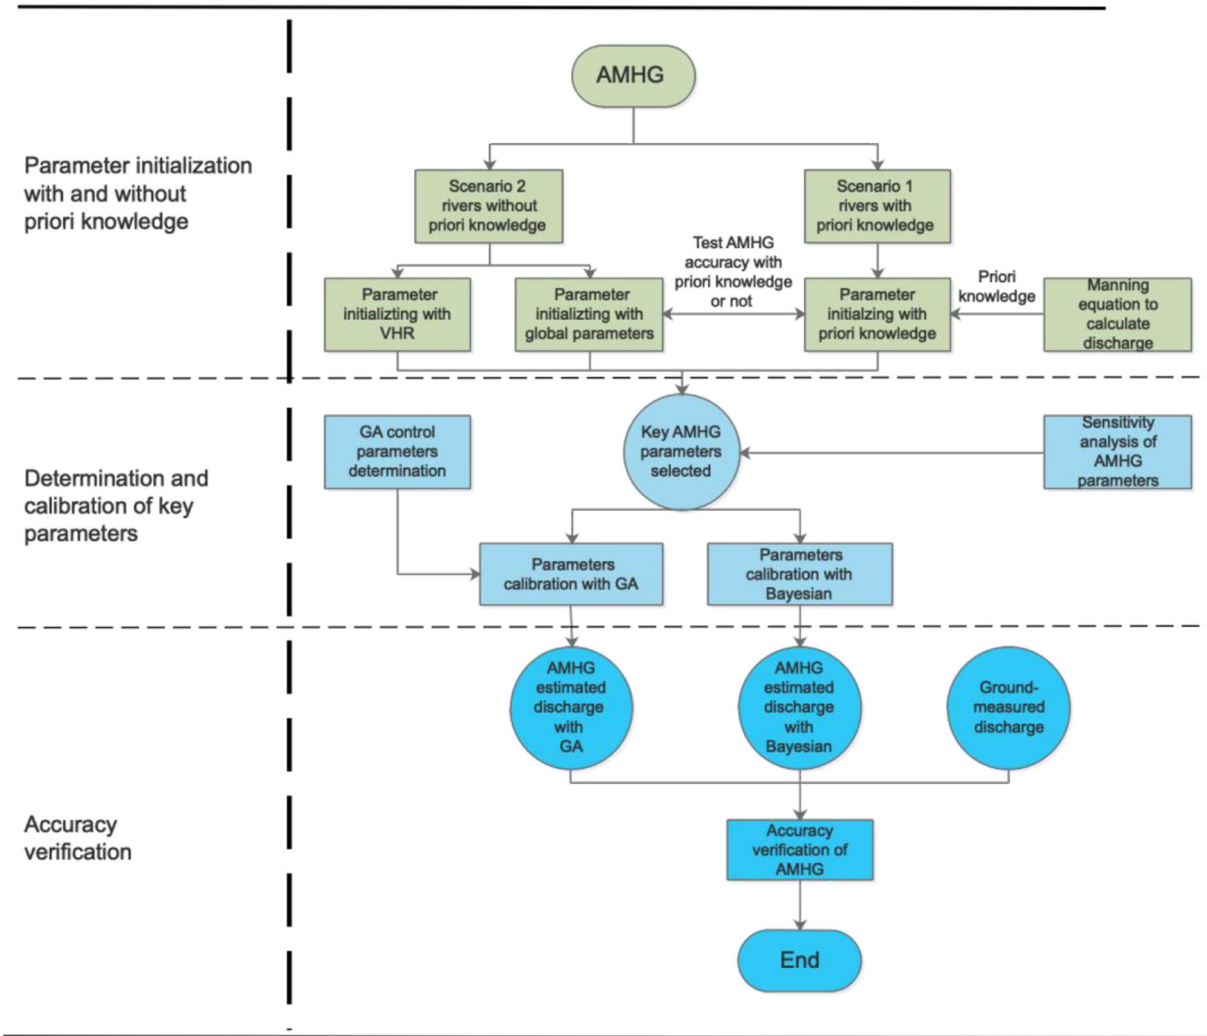 AMHG
Parameter initialization
with and without
priori knowledge
Scenario 2
rivers without
priori knowledge
Scenario 1
rivers with
priori knowledge
Test AMHG
accuracy with
priori knowledge
or not
Parameter
initializting with
VHR
Parameter
initializting with
global parameters
Parameter
initialzing with
priori knowledge
Priori
knowledge
Manning
equation to
calculate
discharge
Determination and
calibration of key
parameters
GA control
parameters
determination
Key AMHG
parameters
selected
Sensitivity
analysis of
AMHG
parameters
Parameters
calibration with GA
Parameters
calibration with
Bayesian
Accuracy
verification
AMHG
estimated
discharge
with
GA
AMHG
estimated
discharge
with
Bayesian
Ground-
measured
discharge
Accuracy
verification of
AMHG
End